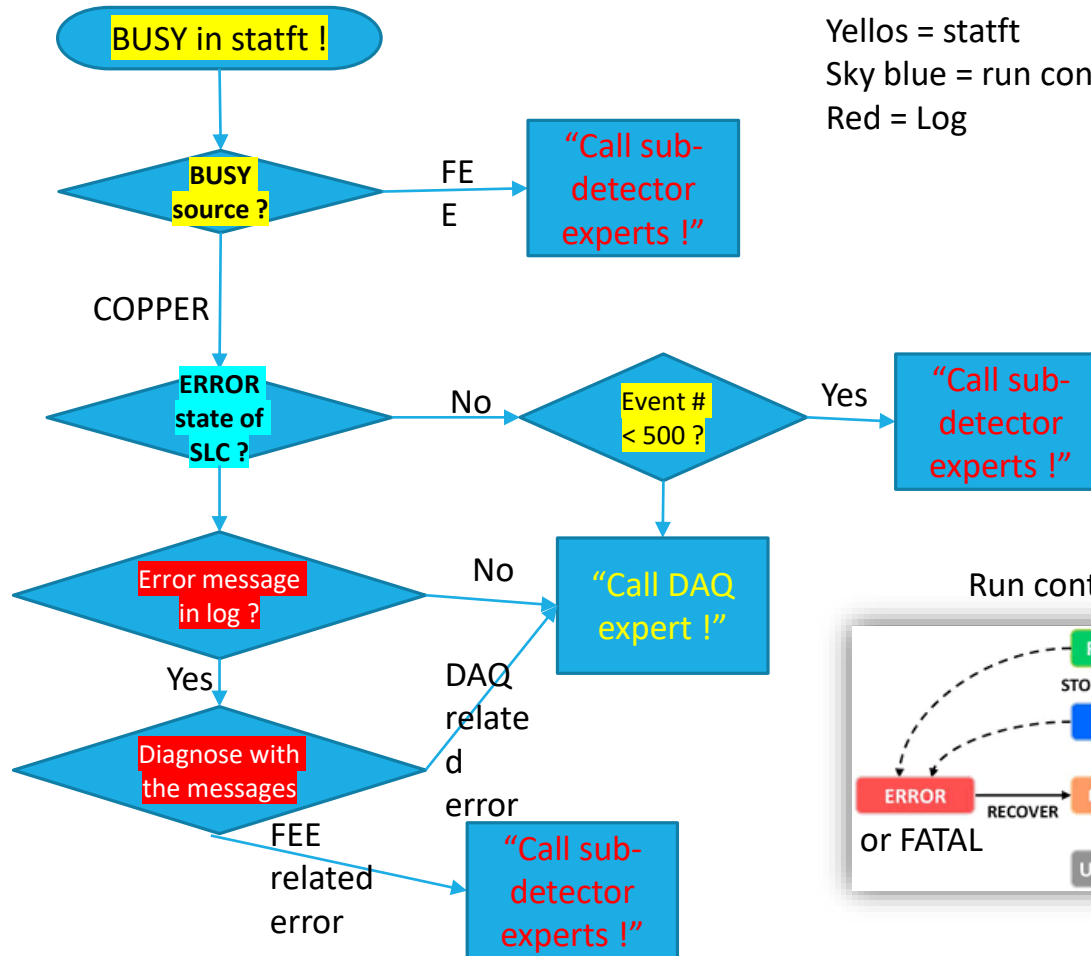 BUSY in statft !
Yellos = statft
Sky blue = run con
Red = Log
BUSY
source ?
FE
E
“Call sub-
detector
experts !”
COPPER
ERROR
state of
SLC ?
No
Event #
< 500 ?
Yes
“Call sub-
detector
experts !”
Error message
in log ?
No
“Call DAQ
expert !”
Yes
DAQ
relate
d
error
Diagnose with
the messages
FEE
related
error
“Call sub-
detector
experts !”
Run cont
STO
ERROR
RECOVER
or FATAL
U